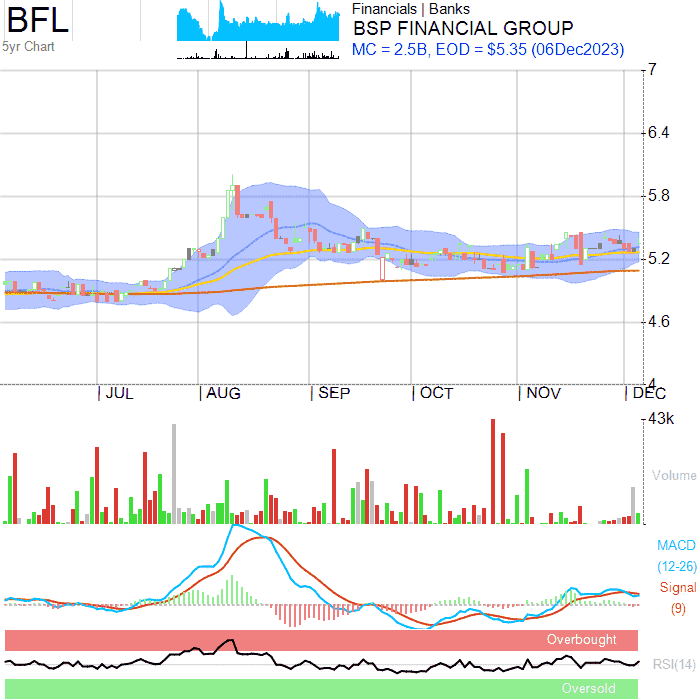 BFL
5yr Chart
Financials | Banks
BSP FINANCIAL GROUP
MC = 2.5B, EOD = $5.35 (06Dec2023)
7
6.4
5.8
5.2
4.6
4
JUL AUG SEP OCT NOV DEC
43k
Volume
MACD
(12-26)
Signal
(9)
Overbought
RSI(14)
Oversold